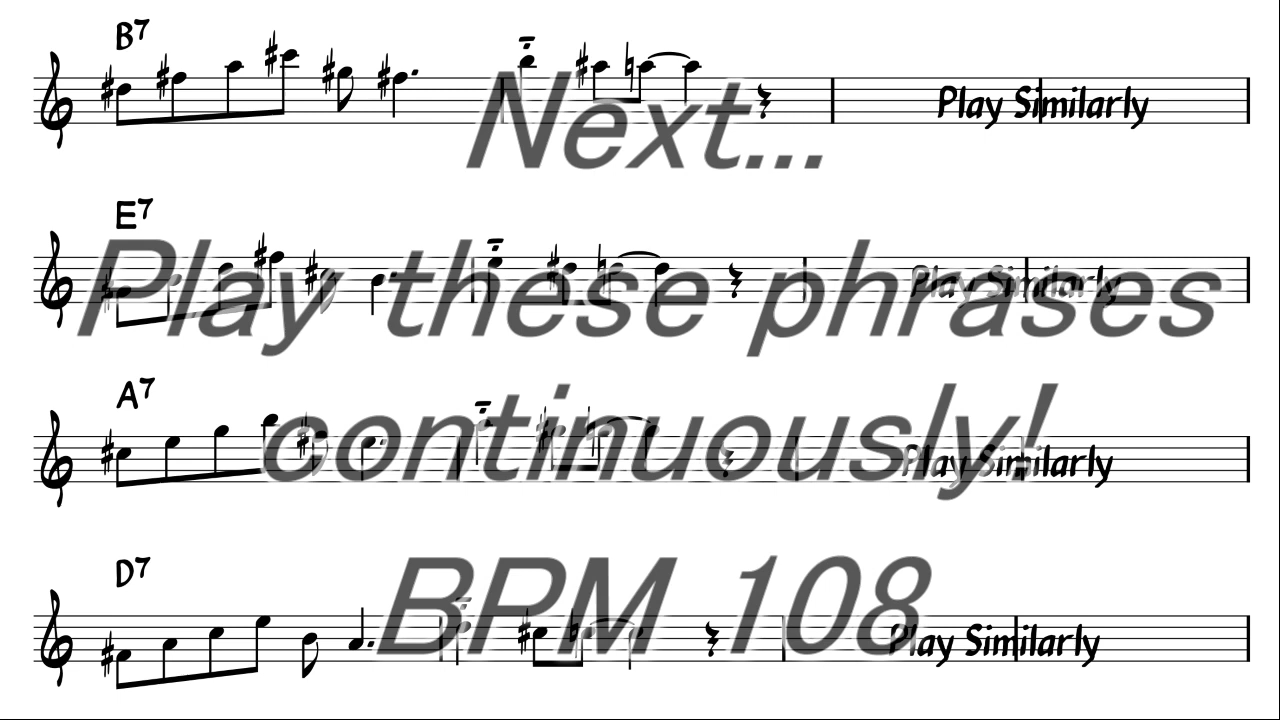 B7
Play Similarly
Next...
E7
Play Similarly
Play these phrases
A7
Play Similarly
continuously!
D7
Play Similarly
BPM 108